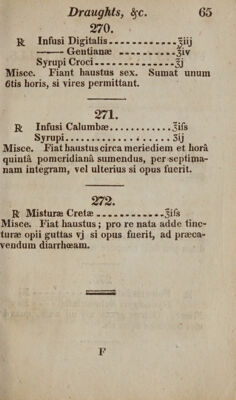 Draughts, &c. 65
270.
℞ Infusi Digitalis - - - - - - - - - - - ℥iij
——— Gentianæ - - - - - - - - - - ℥iv
Syrupi Croci - - - - - - - - - - - - - ℥j
Misce. Fiant haustus sex. Sumat unum
6tis horis, si vires permittant.
271.
℞ Infusi Calumbæ............℥iſs
Syrupi.....................ʒij
Misce. Fiat haustus circa meriediem et horâ
quintâ pomeridianâ sumendus, per septima-
nam integram, vel ulterius si opus fuerit.
272.
℞ Misturæ Cretæ - - - - - - - - - - ℥iſs
Misce. Fiat haustus; pro re nata adde tinc-
turæ opii guttas vj si opus fuerit, ad præca-
vendum diarrhœam.
F